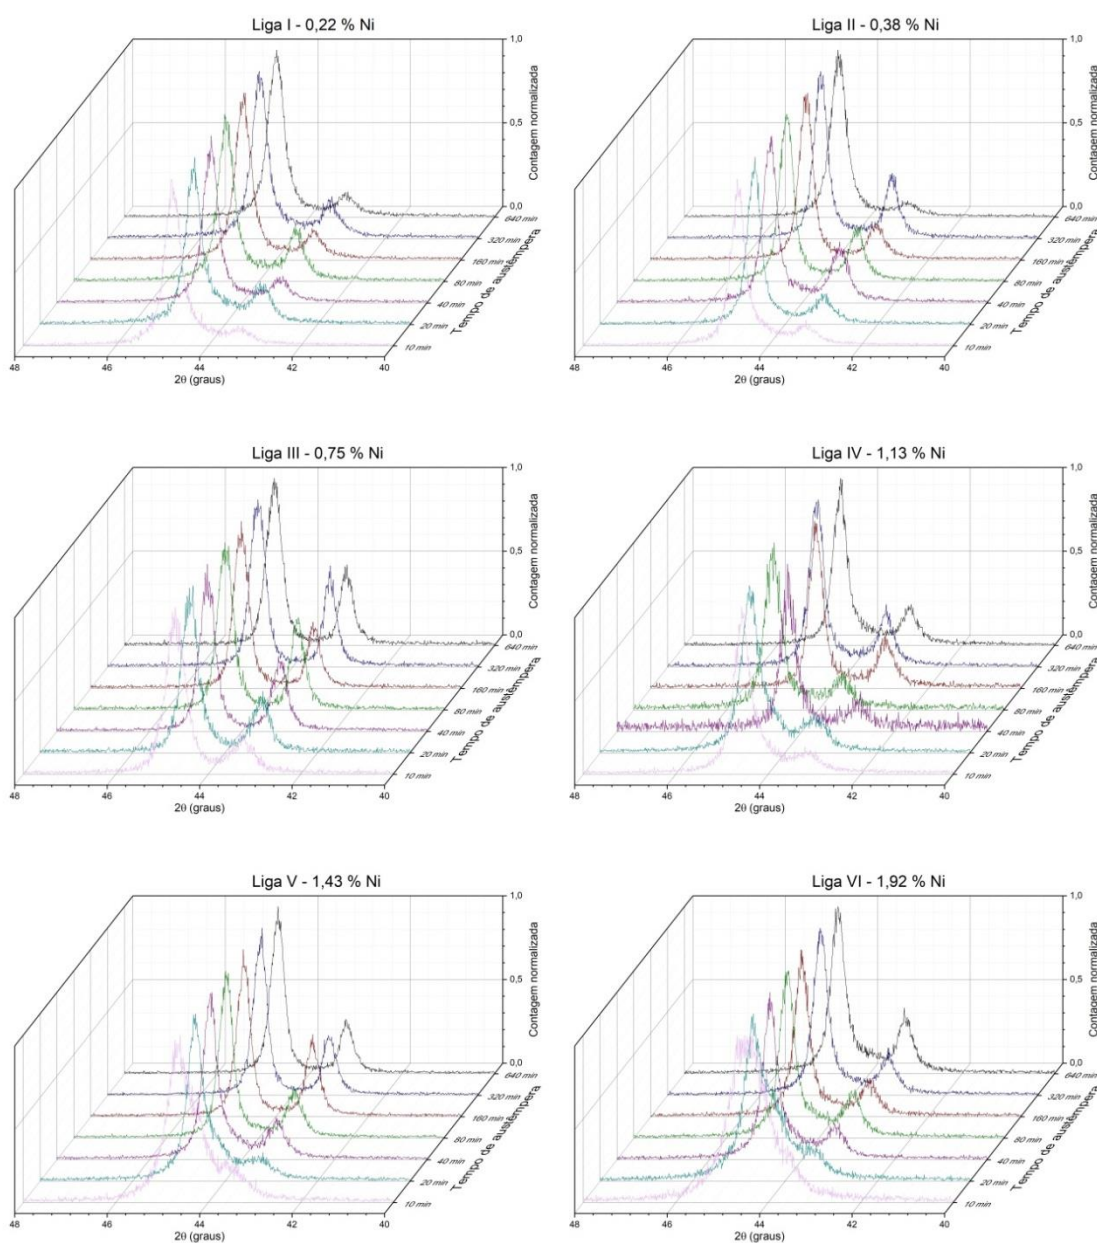 Liga I - 0,22 % Ni
1,0
0,5
0,0
Contagem normalizada
640 min
320 min
160 min
80 min
40 min
20 min
10 min
Tempo de austêmpera
48 46 44 42 40
2θ (graus)
Liga II - 0,38 % Ni
1,0
0,5
0,0
Contagem normalizada
640 min
320 min
160 min
80 min
40 min
20 min
10 min
Tempo de austêmpera
48 46 44 42 40
2θ (graus)
Liga III - 0,75 % Ni
1,0
0,5
0,0
Contagem normalizada
640 min
320 min
160 min
80 min
40 min
20 min
10 min
Tempo de austêmpera
48 46 44 42 40
2θ (graus)
Liga IV - 1,13 % Ni
1,0
0,5
0,0
Contagem normalizada
640 min
320 min
160 min
80 min
40 min
20 min
10 min
Tempo de austêmpera
48 46 44 42 40
2θ (graus)
Liga V - 1,43 % Ni
1,0
0,5
0,0
Contagem normalizada
640 min
320 min
160 min
80 min
40 min
20 min
10 min
Tempo de austêmpera
48 46 44 42 40
2θ (graus)
Liga VI - 1,92 % Ni
1,0
0,5
0,0
Contagem normalizada
640 min
320 min
160 min
80 min
40 min
20 min
10 min
Tempo de austêmpera
48 46 44 42 40
2θ (graus)